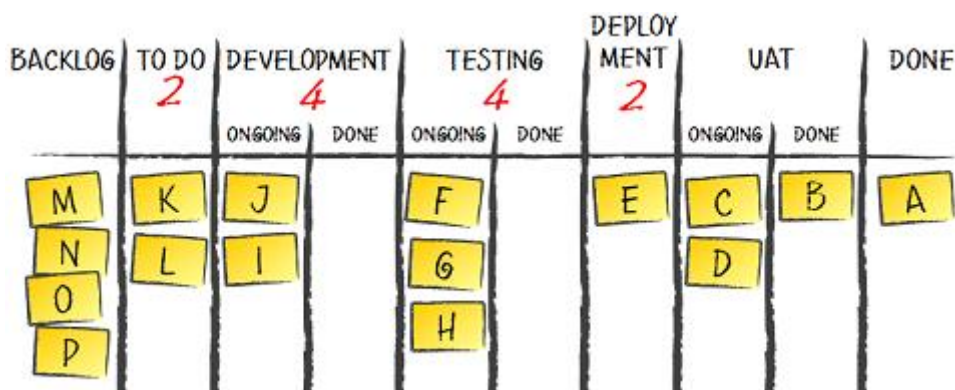 DEPLOY
BACKLOG TO DO DEVELOPMENT TESTING MENT UAT DONE
2 4 4 2
ONGOING DONE ONGOING DONE ONGOING DONE
M K J F E C B A
N L I G D
O H
P